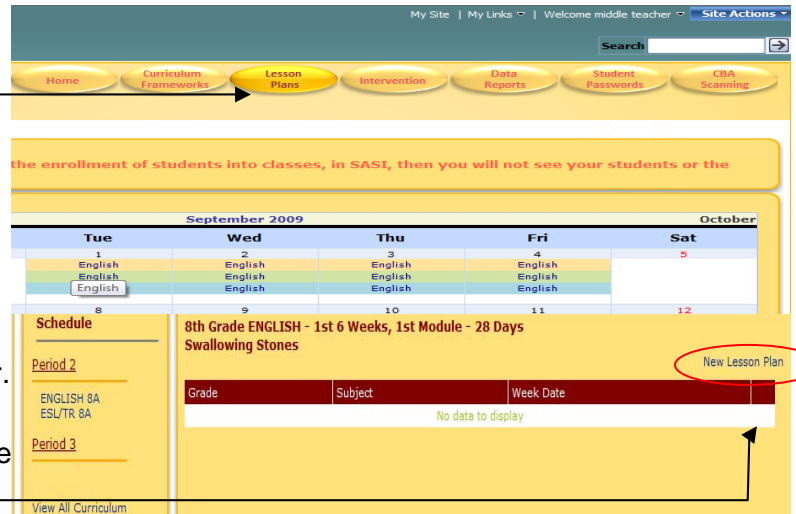 My Site | My Links | Welcome middle teacher Site Actions
Search
Home Curriculum Frameworks Lesson Plans Intervention Data Reports Student Passwords CBA Scanning
the enrollment of students into classes, in SASI, then you will not see your students or the
September 2009 October
Tue Wed Thu Fri Sat
1 2 3 4 5
English English English English
English English English English
English English English English
8 9 10 11 12
Schedule
8th Grade ENGLISH - 1st 6 Weeks, 1st Module - 28 Days
Swallowing Stones
Period 2
New Lesson Plan
r.
ENGLISH 8A
ESL/TR 8A
Grade Subject Week Date
No data to display
Period 3
e
View All Curriculum